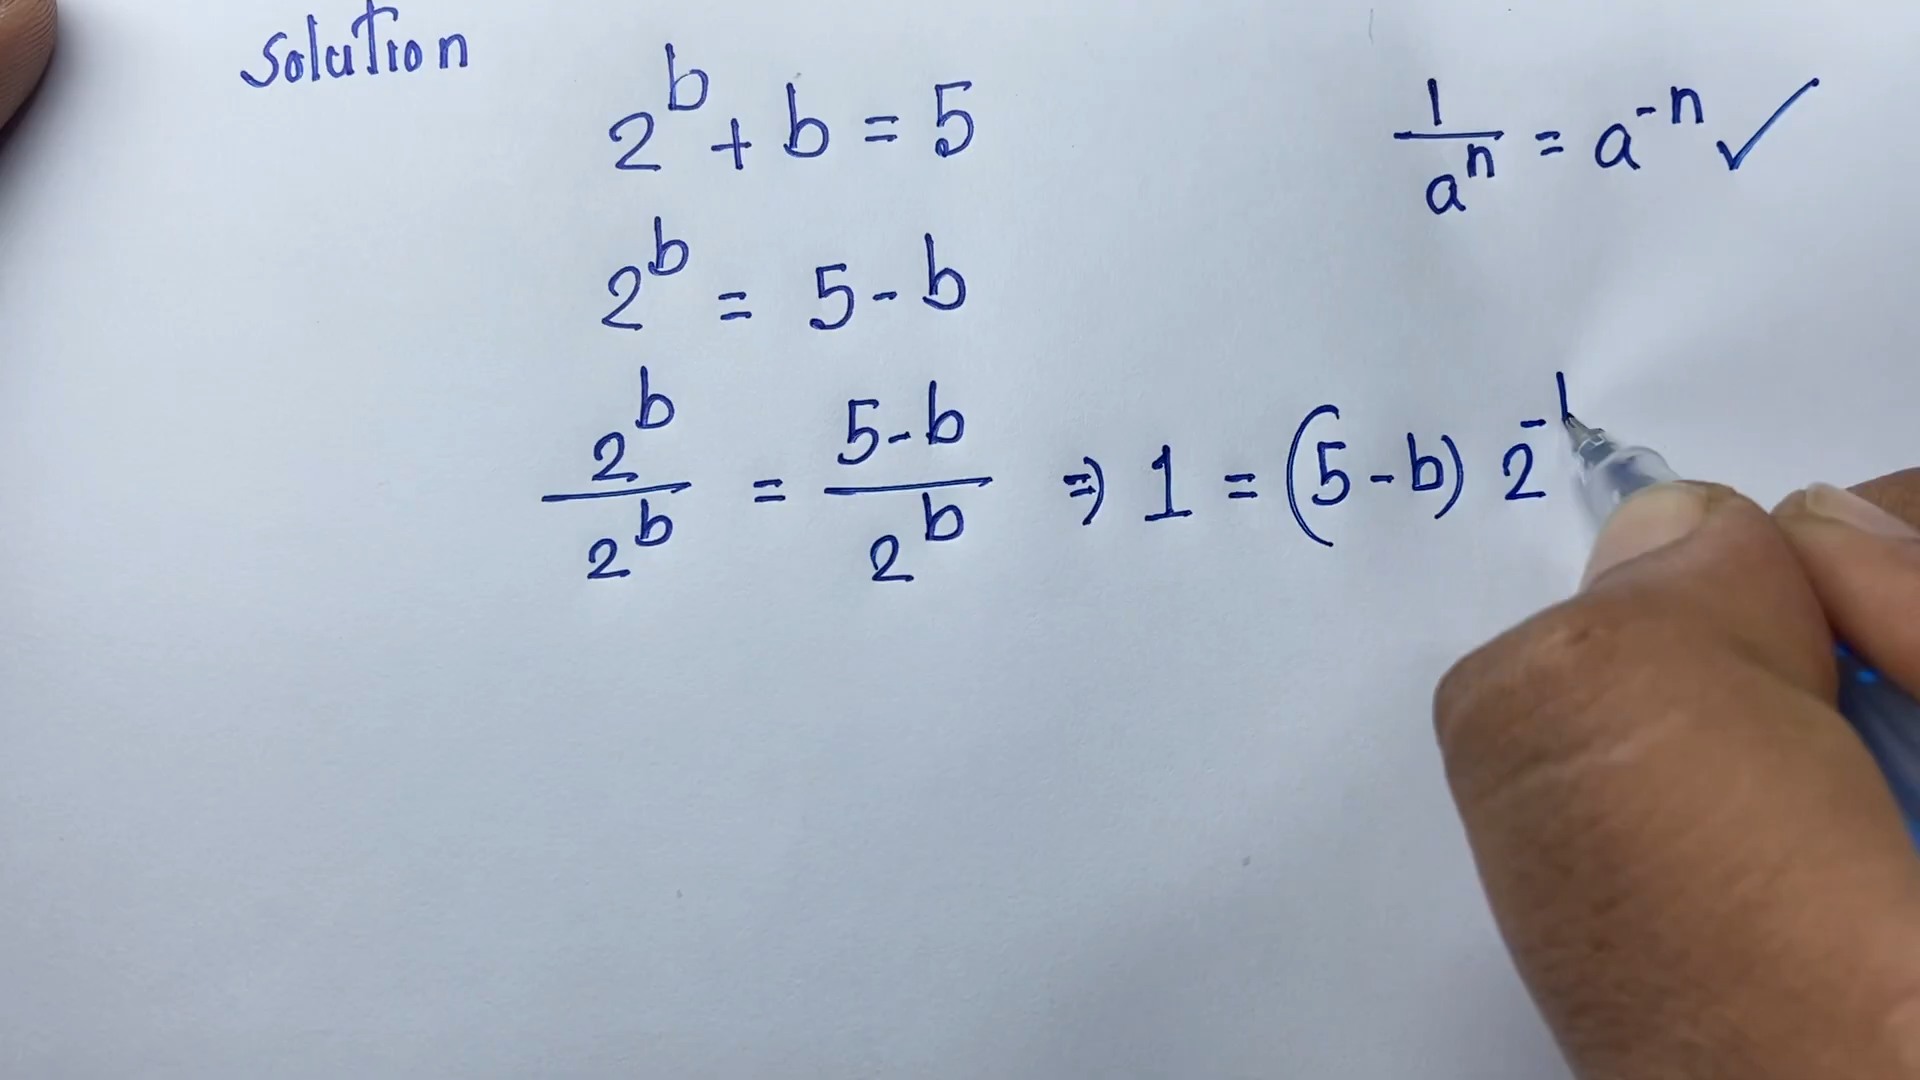 Solution
2^b + b = 5
1/a^n = a^-n ✓
2^b = 5 - b
2^b/2^b = (5-b)/2^b ⇒ 1 = (5-b) 2^-